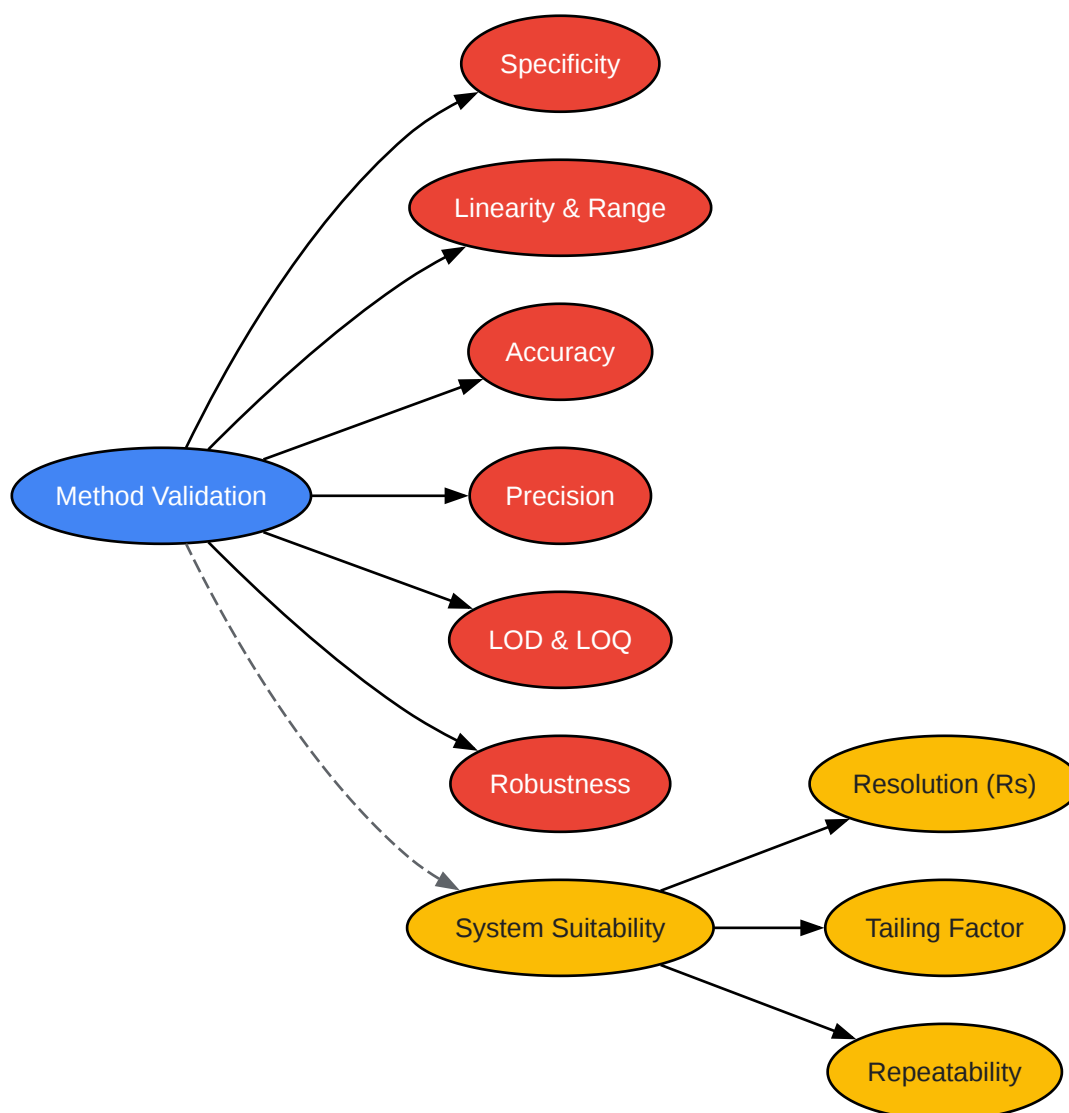 Specificity
Linearity & Range
Accuracy
Method Validation
Precision
LOD & LOQ
Robustness
Resolution (Rs)
System Suitability
Tailing Factor
Repeatability